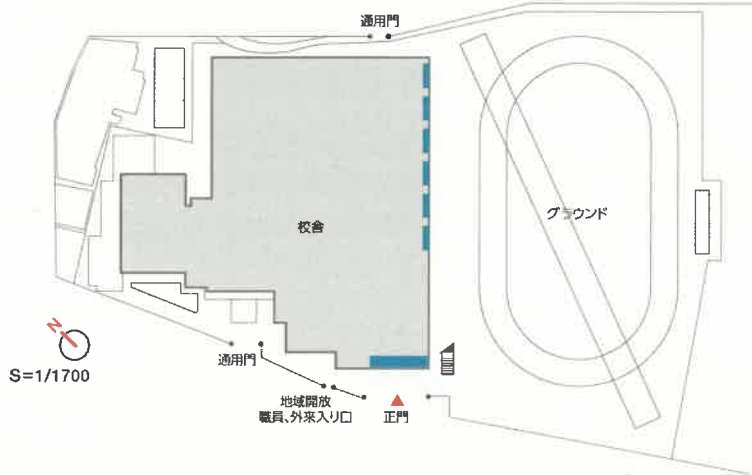 通用門
校舎
グラウンド
N
S=1/1700
通用門
地域開放
職員、外来入り口
正門